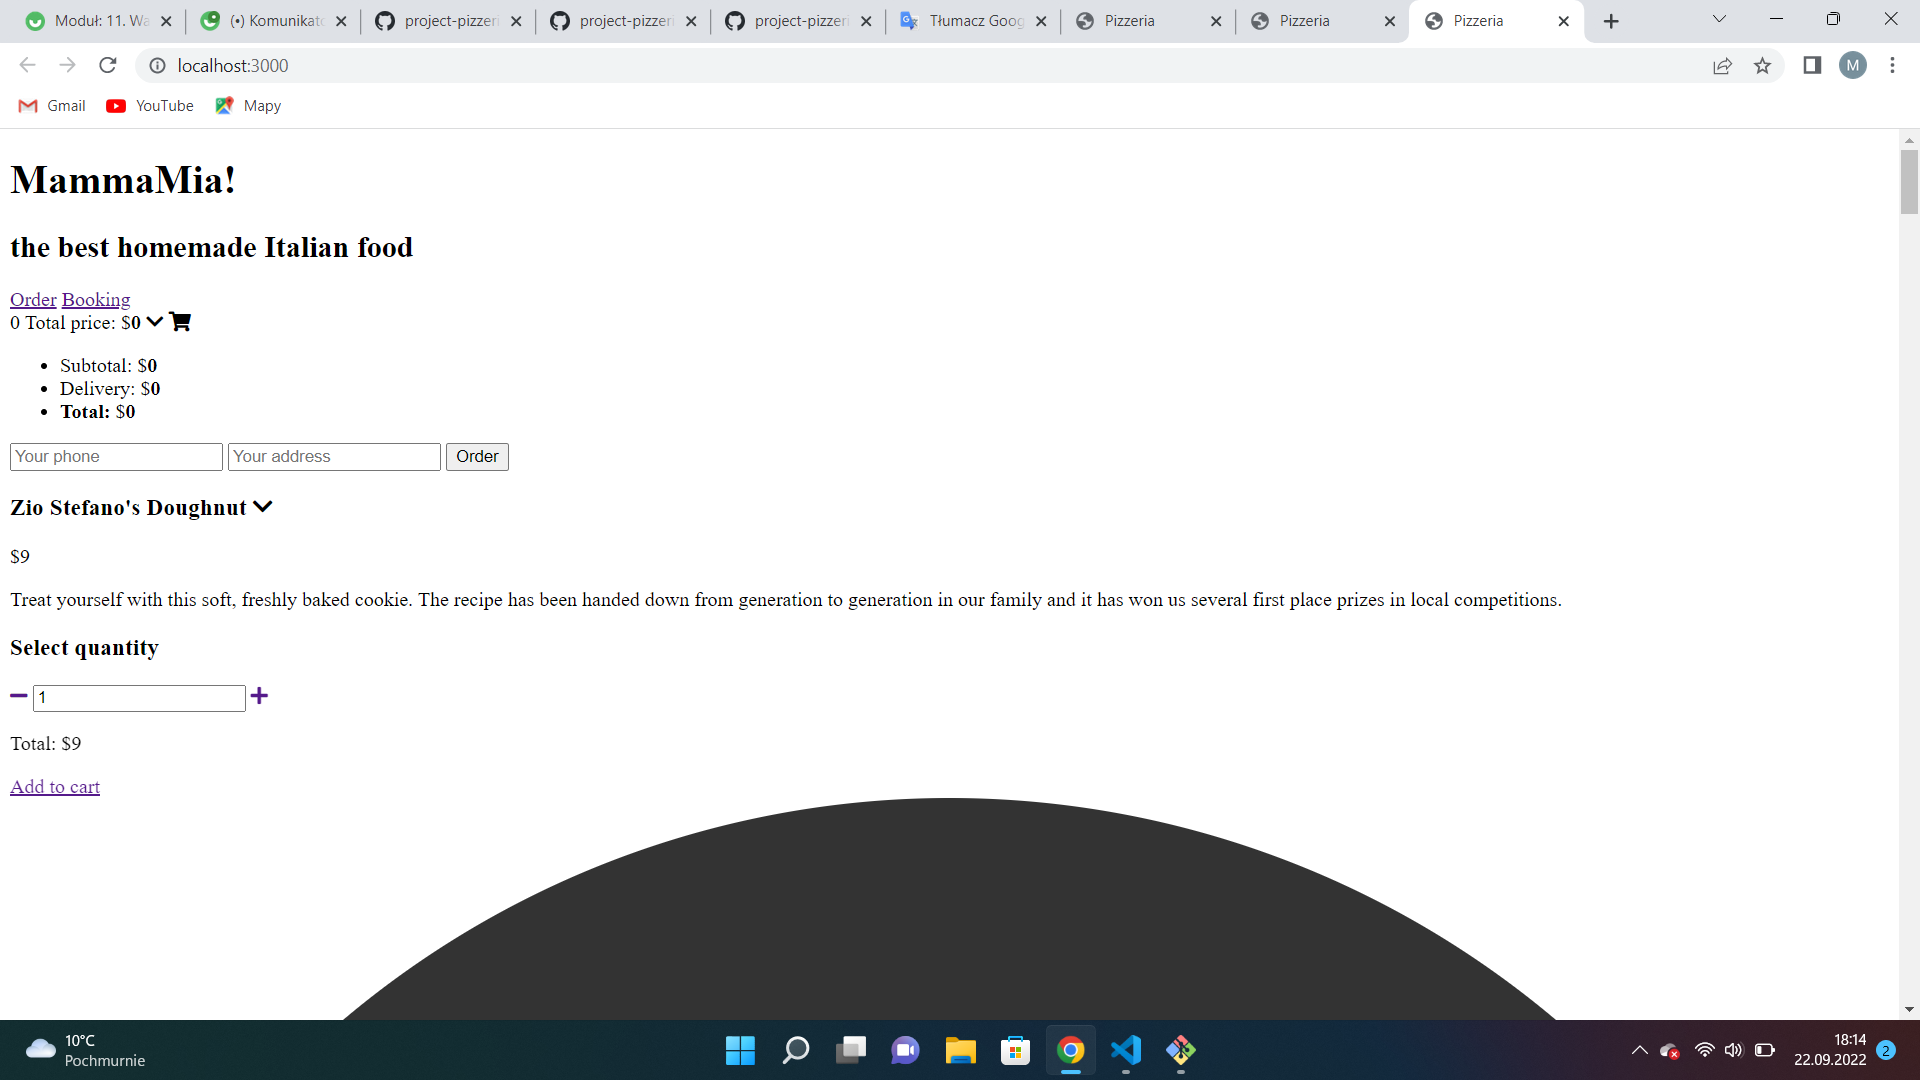 Moduł: 11. Wa
(•) Komunikato
project-pizzeri
project-pizzeri
project-pizzeri
Tłumacz Goog
Pizzeria
Pizzeria
Pizzeria
localhost:3000
M
Gmail
YouTube
Mapy
MammaMia!
the best homemade Italian food
Order Booking
0 Total price: $0
Subtotal: $0
Delivery: $0
Total: $0
Your phone
Your address
Order
Zio Stefano's Doughnut
$9
Treat yourself with this soft, freshly baked cookie. The recipe has been handed down from generation to generation in our family and it has won us several first place prizes in local competitions.
Select quantity
1
Total: $9
Add to cart
10°C
Pochmurnie
18:14
22.09.2022
2